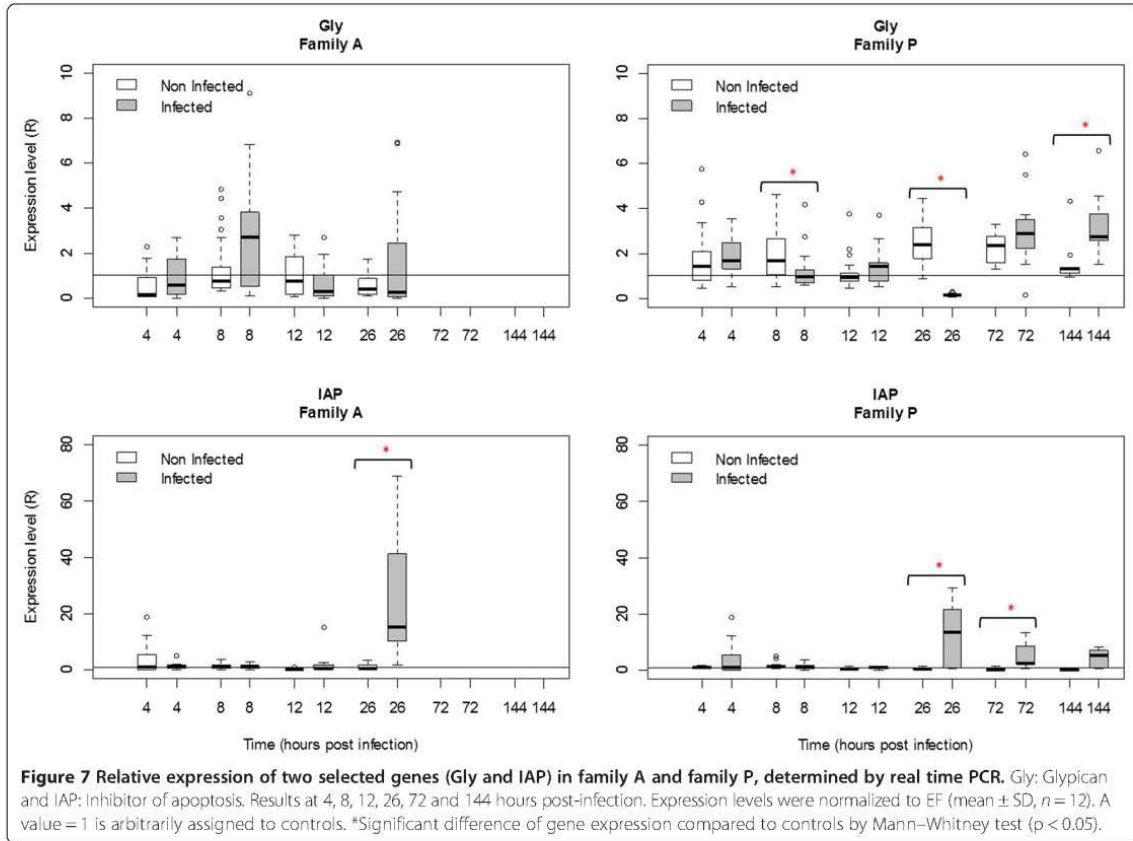 Gly
Family A
Non Infected
Infected
Expression level (R)
10
8
6
4
2
0
4 4 8 8 12 12 26 26 72 72 144 144
Gly
Family P
Non Infected
Infected
10
8
6
4
2
0
* * *
4 4 8 8 12 12 26 26 72 72 144 144
IAP
Family A
Non Infected
Infected
Expression level (R)
80
60
40
20
0
*
4 4 8 8 12 12 26 26 72 72 144 144
Time (hours post infection)
IAP
Family P
Non Infected
Infected
80
60
40
20
0
* *
4 4 8 8 12 12 26 26 72 72 144 144
Time (hours post infection)
Figure 7 Relative expression of two selected genes (Gly and IAP) in family A and family P, determined by real time PCR. Gly: Glypican
and IAP: Inhibitor of apoptosis. Results at 4, 8, 12, 26, 72 and 144 hours post-infection. Expression levels were normalized to EF (mean ± SD, n = 12). A
value = 1 is arbitrarily assigned to controls. *Significant difference of gene expression compared to controls by Mann–Whitney test (p < 0.05).